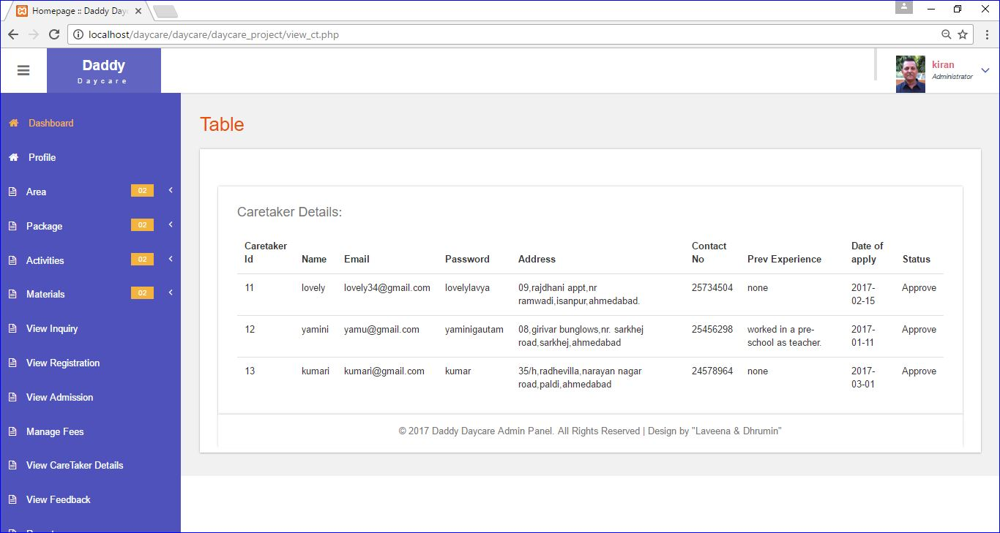 Homepage :: Daddy Day
localhost/daycare/daycare/daycare_project/view_ct.php
Daddy
Daycare
kiran
Administrator
Dashboard
Profile
Area 02
Package 02
Activities 02
Materials 02
View Inquiry
View Registration
View Admission
Manage Fees
View CareTaker Details
View Feedback
Table
Caretaker Details:
Caretaker Id Name Email Password Address Contact No Prev Experience Date of apply Status
11 lovely lovely34@gmail.com lovelylavya 09,rajdhani appt,nr ramwadi,isanpur,ahmedabad. 25734504 none 2017-02-15 Approve
12 yamini yamu@gmail.com yaminigautam 08,girivar bunglows,nr. sarkhej road,sarkhej,ahmedabad 25456298 worked in a pre-school as teacher. 2017-01-11 Approve
13 kumari kumari@gmail.com kumar 35/h,radhevilla,narayan nagar road,paldi,ahmedabad 24578964 none 2017-03-01 Approve
© 2017 Daddy Daycare Admin Panel. All Rights Reserved | Design by "Laveena & Dhrumin"